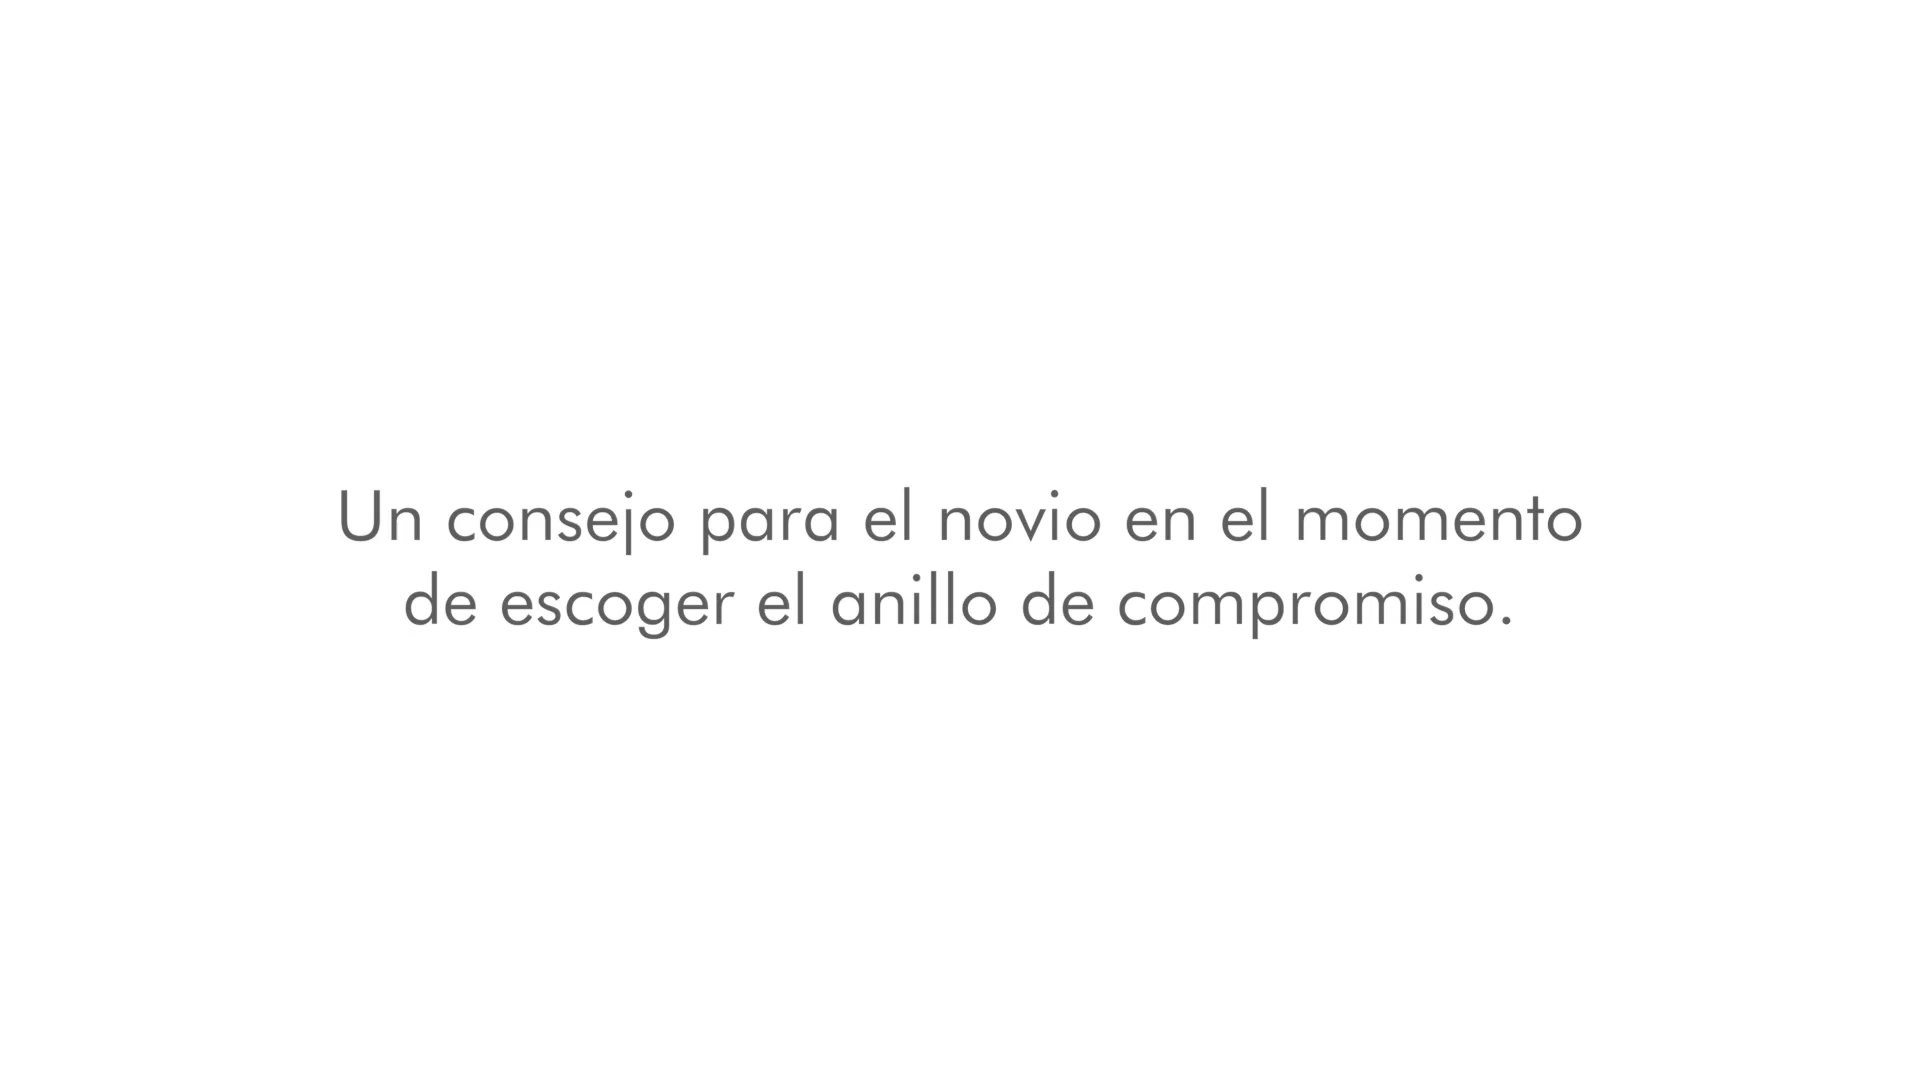 Un consejo para el novio en el momento
de escoger el anillo de compromiso.